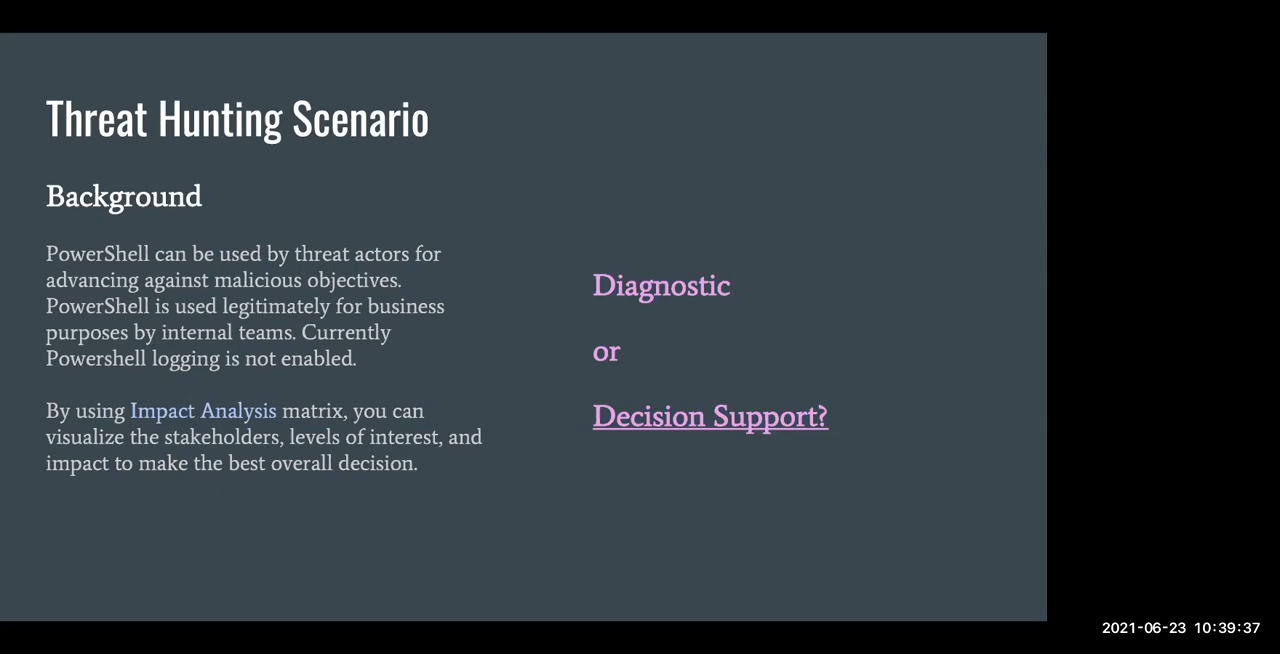 Threat Hunting Scenario
Background
PowerShell can be used by threat actors for
advancing against malicious objectives.
PowerShell is used legitimately for business
purposes by internal teams. Currently
Powershell logging is not enabled.
By using Impact Analysis matrix, you can
visualize the stakeholders, levels of interest, and
impact to make the best overall decision.
Diagnostic
or
Decision Support?
2021-06-23 10:39:37